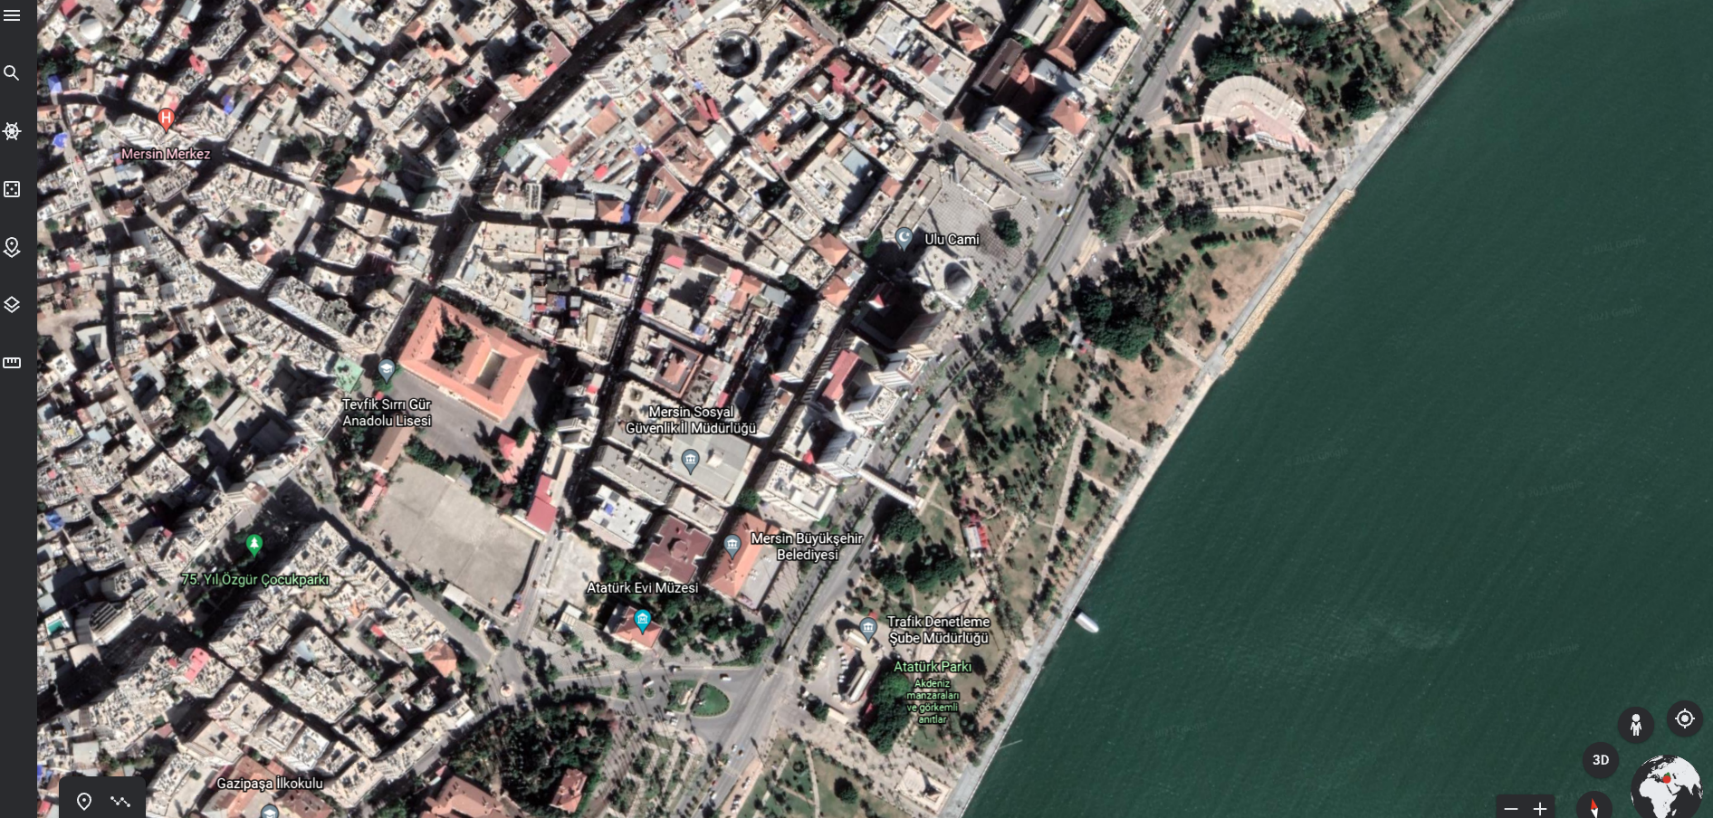 Mersin Merkez
Ulu Cami
Tevfik Sırrı Gür
Anadolu Lisesi
Mersin Sosyal
Güvenlik İl Müdürlüğü
Mersin Büyükşehir
Belediyesi
75. Yıl Özgür Çocukparkı
Atatürk Evi Müzesi
Trafik Denetleme
Şube Müdürlüğü
Atatürk Parkı
Akdeniz
manzaraları
ve görkemli
anıtlar
Gazipaşa İlkokulu
3D